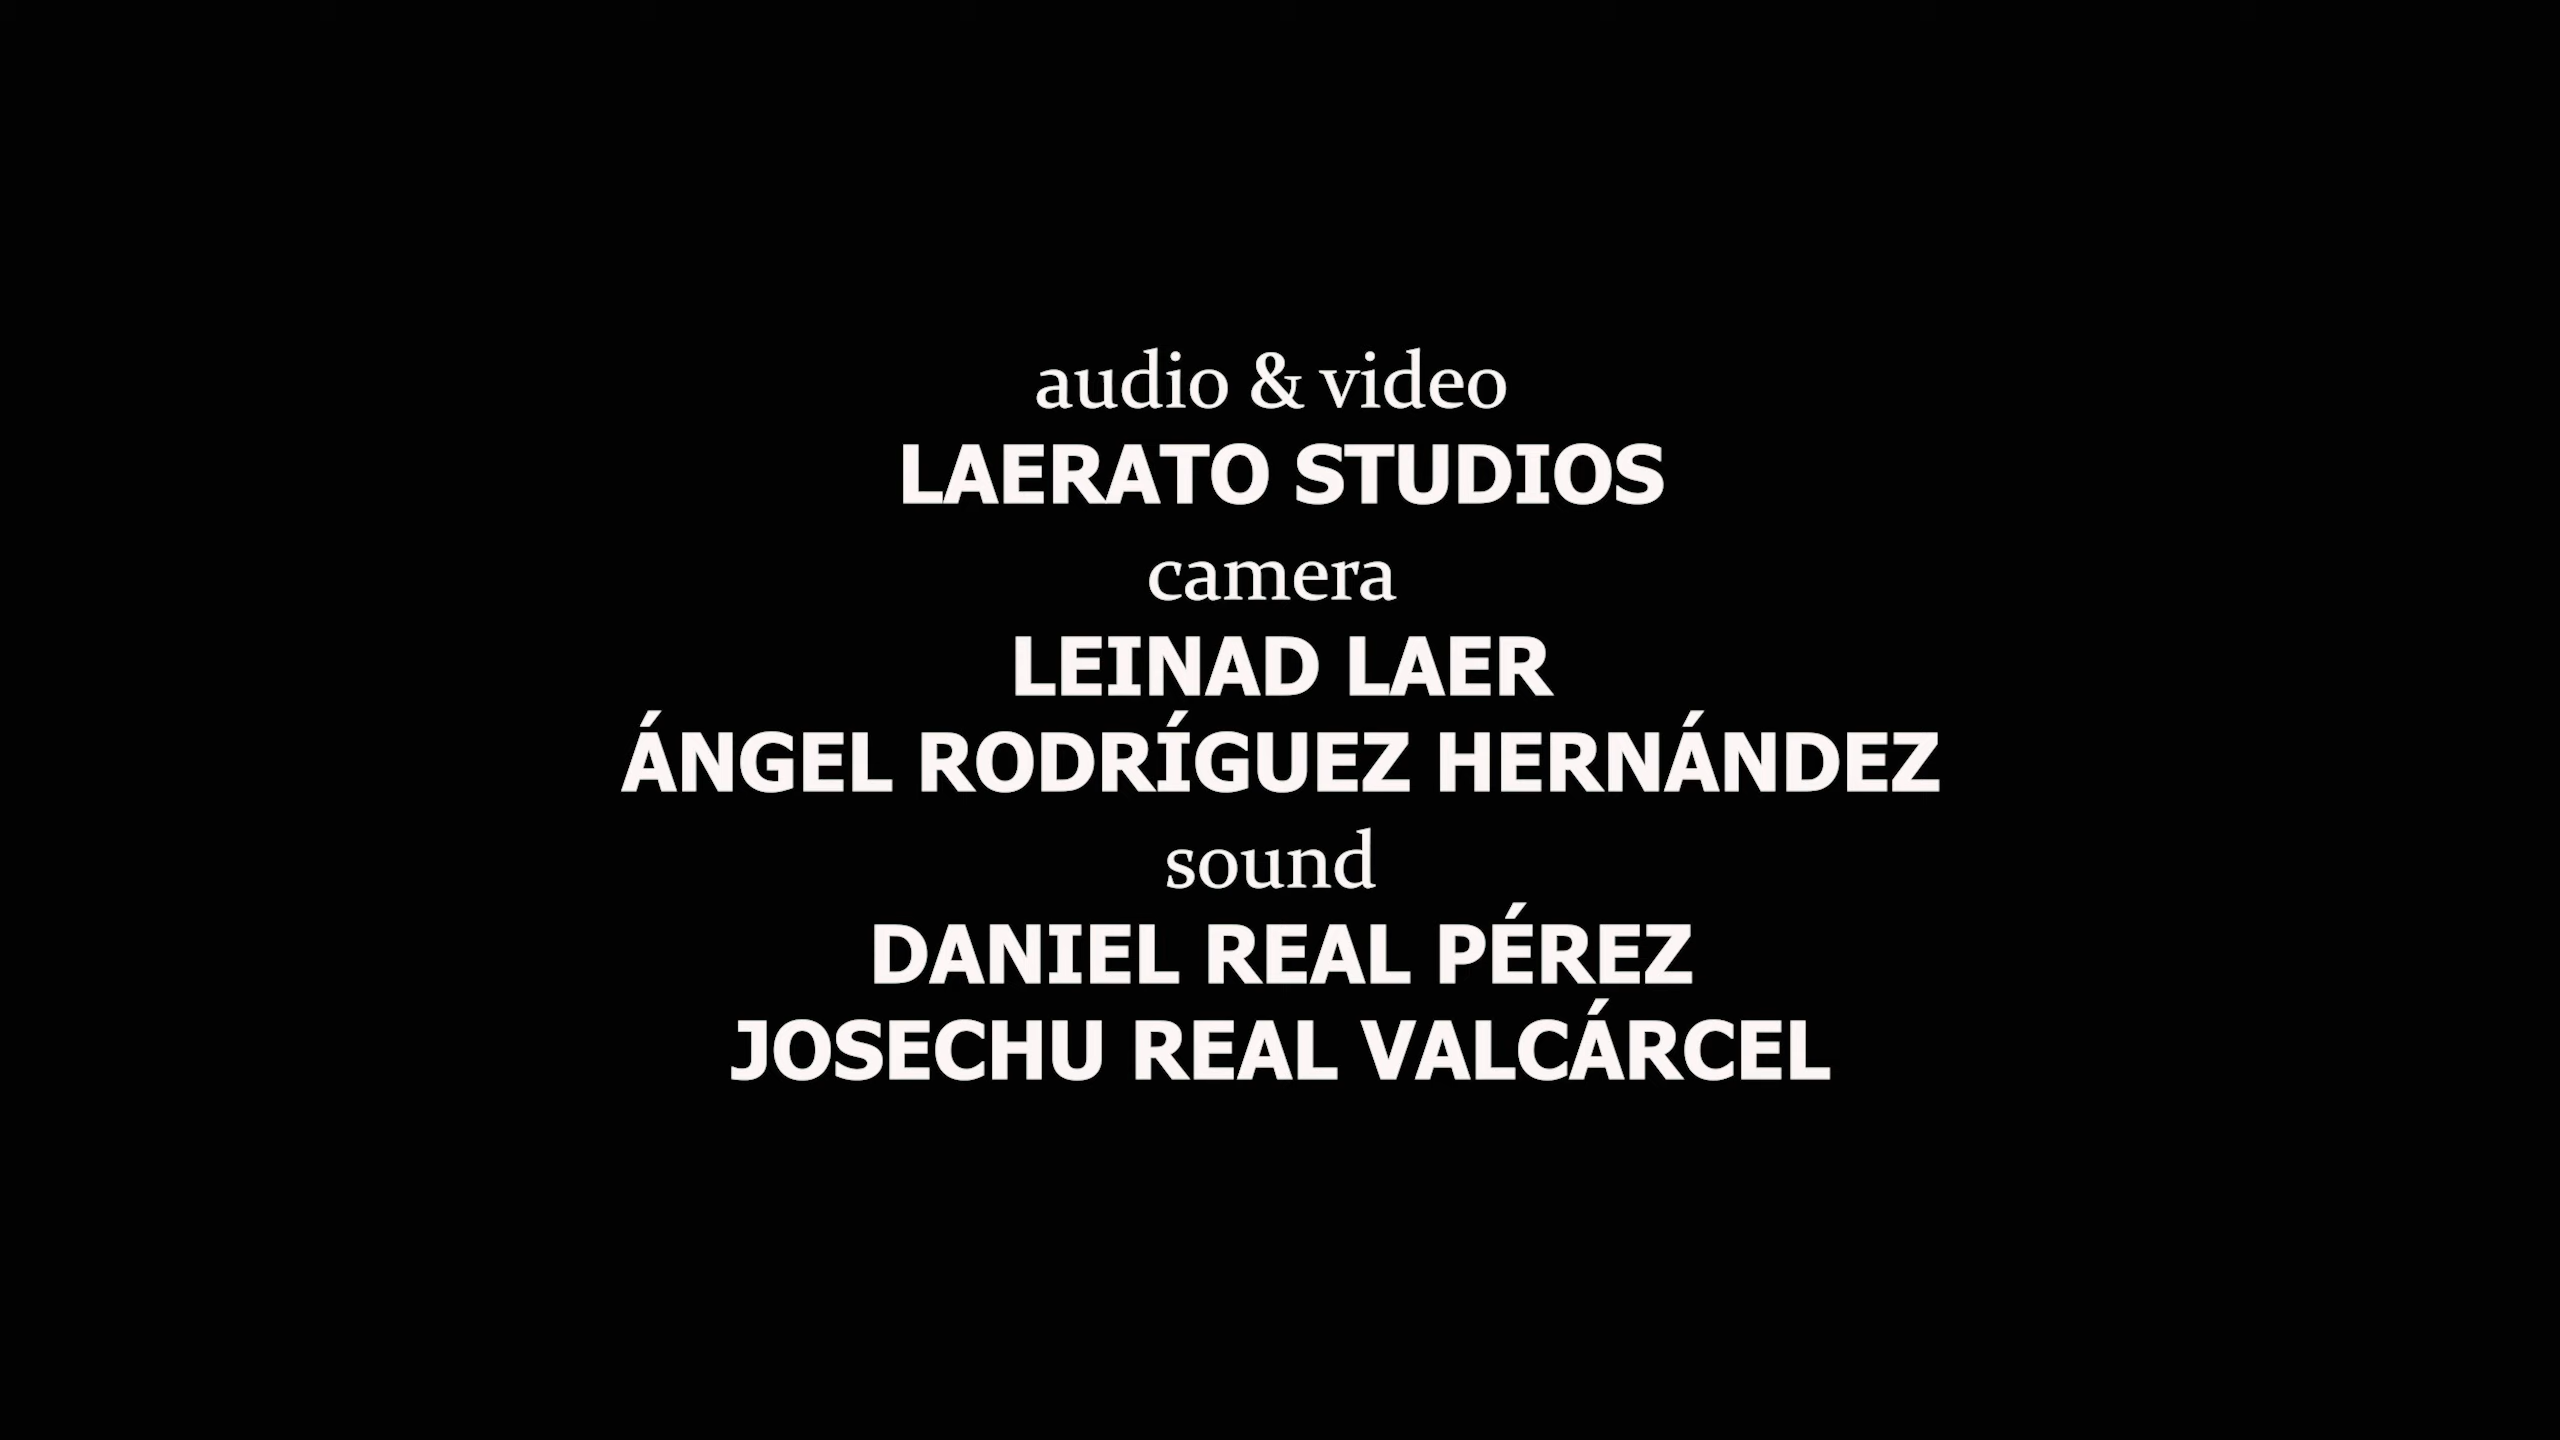 audio & video
LAERATO STUDIOS
camera
LEINAD LAER
ÁNGEL RODRÍGUEZ HERNÁNDEZ
sound
DANIEL REAL PÉREZ
JOSECHU REAL VALCÁRCEL